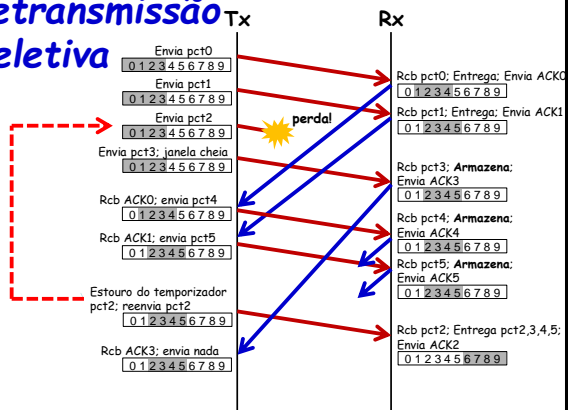 etransmissão
eletiva
Tx
Rx
Envia pct0
0 1 2 3 4 5 6 7 8 9
Envia pct1
0 1 2 3 4 5 6 7 8 9
Envia pct2
0 1 2 3 4 5 6 7 8 9
perda!
Envia pct3; janela cheia
0 1 2 3 4 5 6 7 8 9
Rcb ACK0; envia pct4
0 1 2 3 4 5 6 7 8 9
Rcb ACK1; envia pct5
0 1 2 3 4 5 6 7 8 9
Estouro do temporizador
pct2; reenvia pct2
0 1 2 3 4 5 6 7 8 9
Rcb ACK3; envia nada
0 1 2 3 4 5 6 7 8 9
Rcb pct0; Entrega; Envia ACK0
0 1 2 3 4 5 6 7 8 9
Rcb pct1; Entrega; Envia ACK1
0 1 2 3 4 5 6 7 8 9
Rcb pct3; Armazena;
Envia ACK3
0 1 2 3 4 5 6 7 8 9
Rcb pct4; Armazena;
Envia ACK4
0 1 2 3 4 5 6 7 8 9
Rcb pct5; Armazena;
Envia ACK5
0 1 2 3 4 5 6 7 8 9
Rcb pct2; Entrega pct2,3,4,5;
Envia ACK2
0 1 2 3 4 5 6 7 8 9